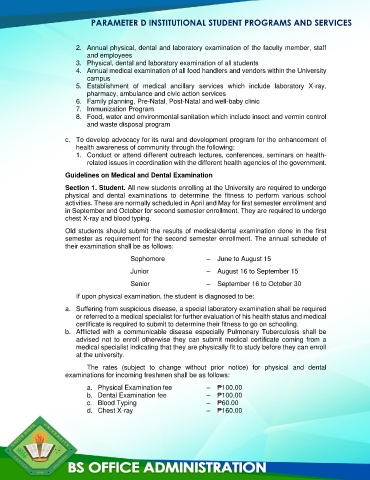 PARAMETER D INSTITUTIONAL STUDENT PROGRAMS AND SERVICES
2. Annual physical, dental and laboratory examination of the faculty member, staff
and employees
3. Physical, dental and laboratory examination of all students
4. Annual medical examination of all food handlers and vendors within the University
campus
5. Establishment of medical ancillary services which include laboratory X-ray,
pharmacy, ambulance and civic action services
6. Family planning, Pre-Natal, Post-Natal and well-baby clinic
7. Immunization Program
8. Food, water and environmental sanitation which include insect and vermin control
and waste disposal program
c. To develop advocacy for its rural and development program for the enhancement of
health awareness of community through the following:
1. Conduct or attend different outreach lectures, conferences, seminars on health-
related issues in coordination with the different health agencies of the government.
Guidelines on Medical and Dental Examination
Section 1. Student. All new students enrolling at the University are required to undergo
physical and dental examinations to determine the fitness to perform various school
activities. These are normally scheduled in April and May for first semester enrollment and
in September and October for second semester enrollment. They are required to undergo
chest X-ray and blood typing.
Old students should submit the results of medical/dental examination done in the first
semester as requirement for the second semester enrollment. The annual schedule of
their examination shall be as follows:
Sophomore – June to August 15
Junior – August 16 to September 15
Senior – September 16 to October 30
If upon physical examination, the student is diagnosed to be:
a. Suffering from suspicious disease, a special laboratory examination shall be required
or referred to a medical specialist for further evaluation of his health status and medical
certificate is required to submit to determine their fitness to go on schooling.
b. Afflicted with a communicable disease especially Pulmonary Tuberculosis shall be
advised not to enroll otherwise they can submit medical certificate coming from a
medical specialist indicating that they are physically fit to study before they can enroll
at the university.
The rates (subject to change without prior notice) for physical and dental
examinations for incoming freshmen shall be as follows:
a. Physical Examination fee – ₱100.00
b. Dental Examination fee – ₱100.00
c. Blood Typing – ₱60.00
d. Chest X-ray – ₱160.00
BS OFFICE ADMINISTRATION